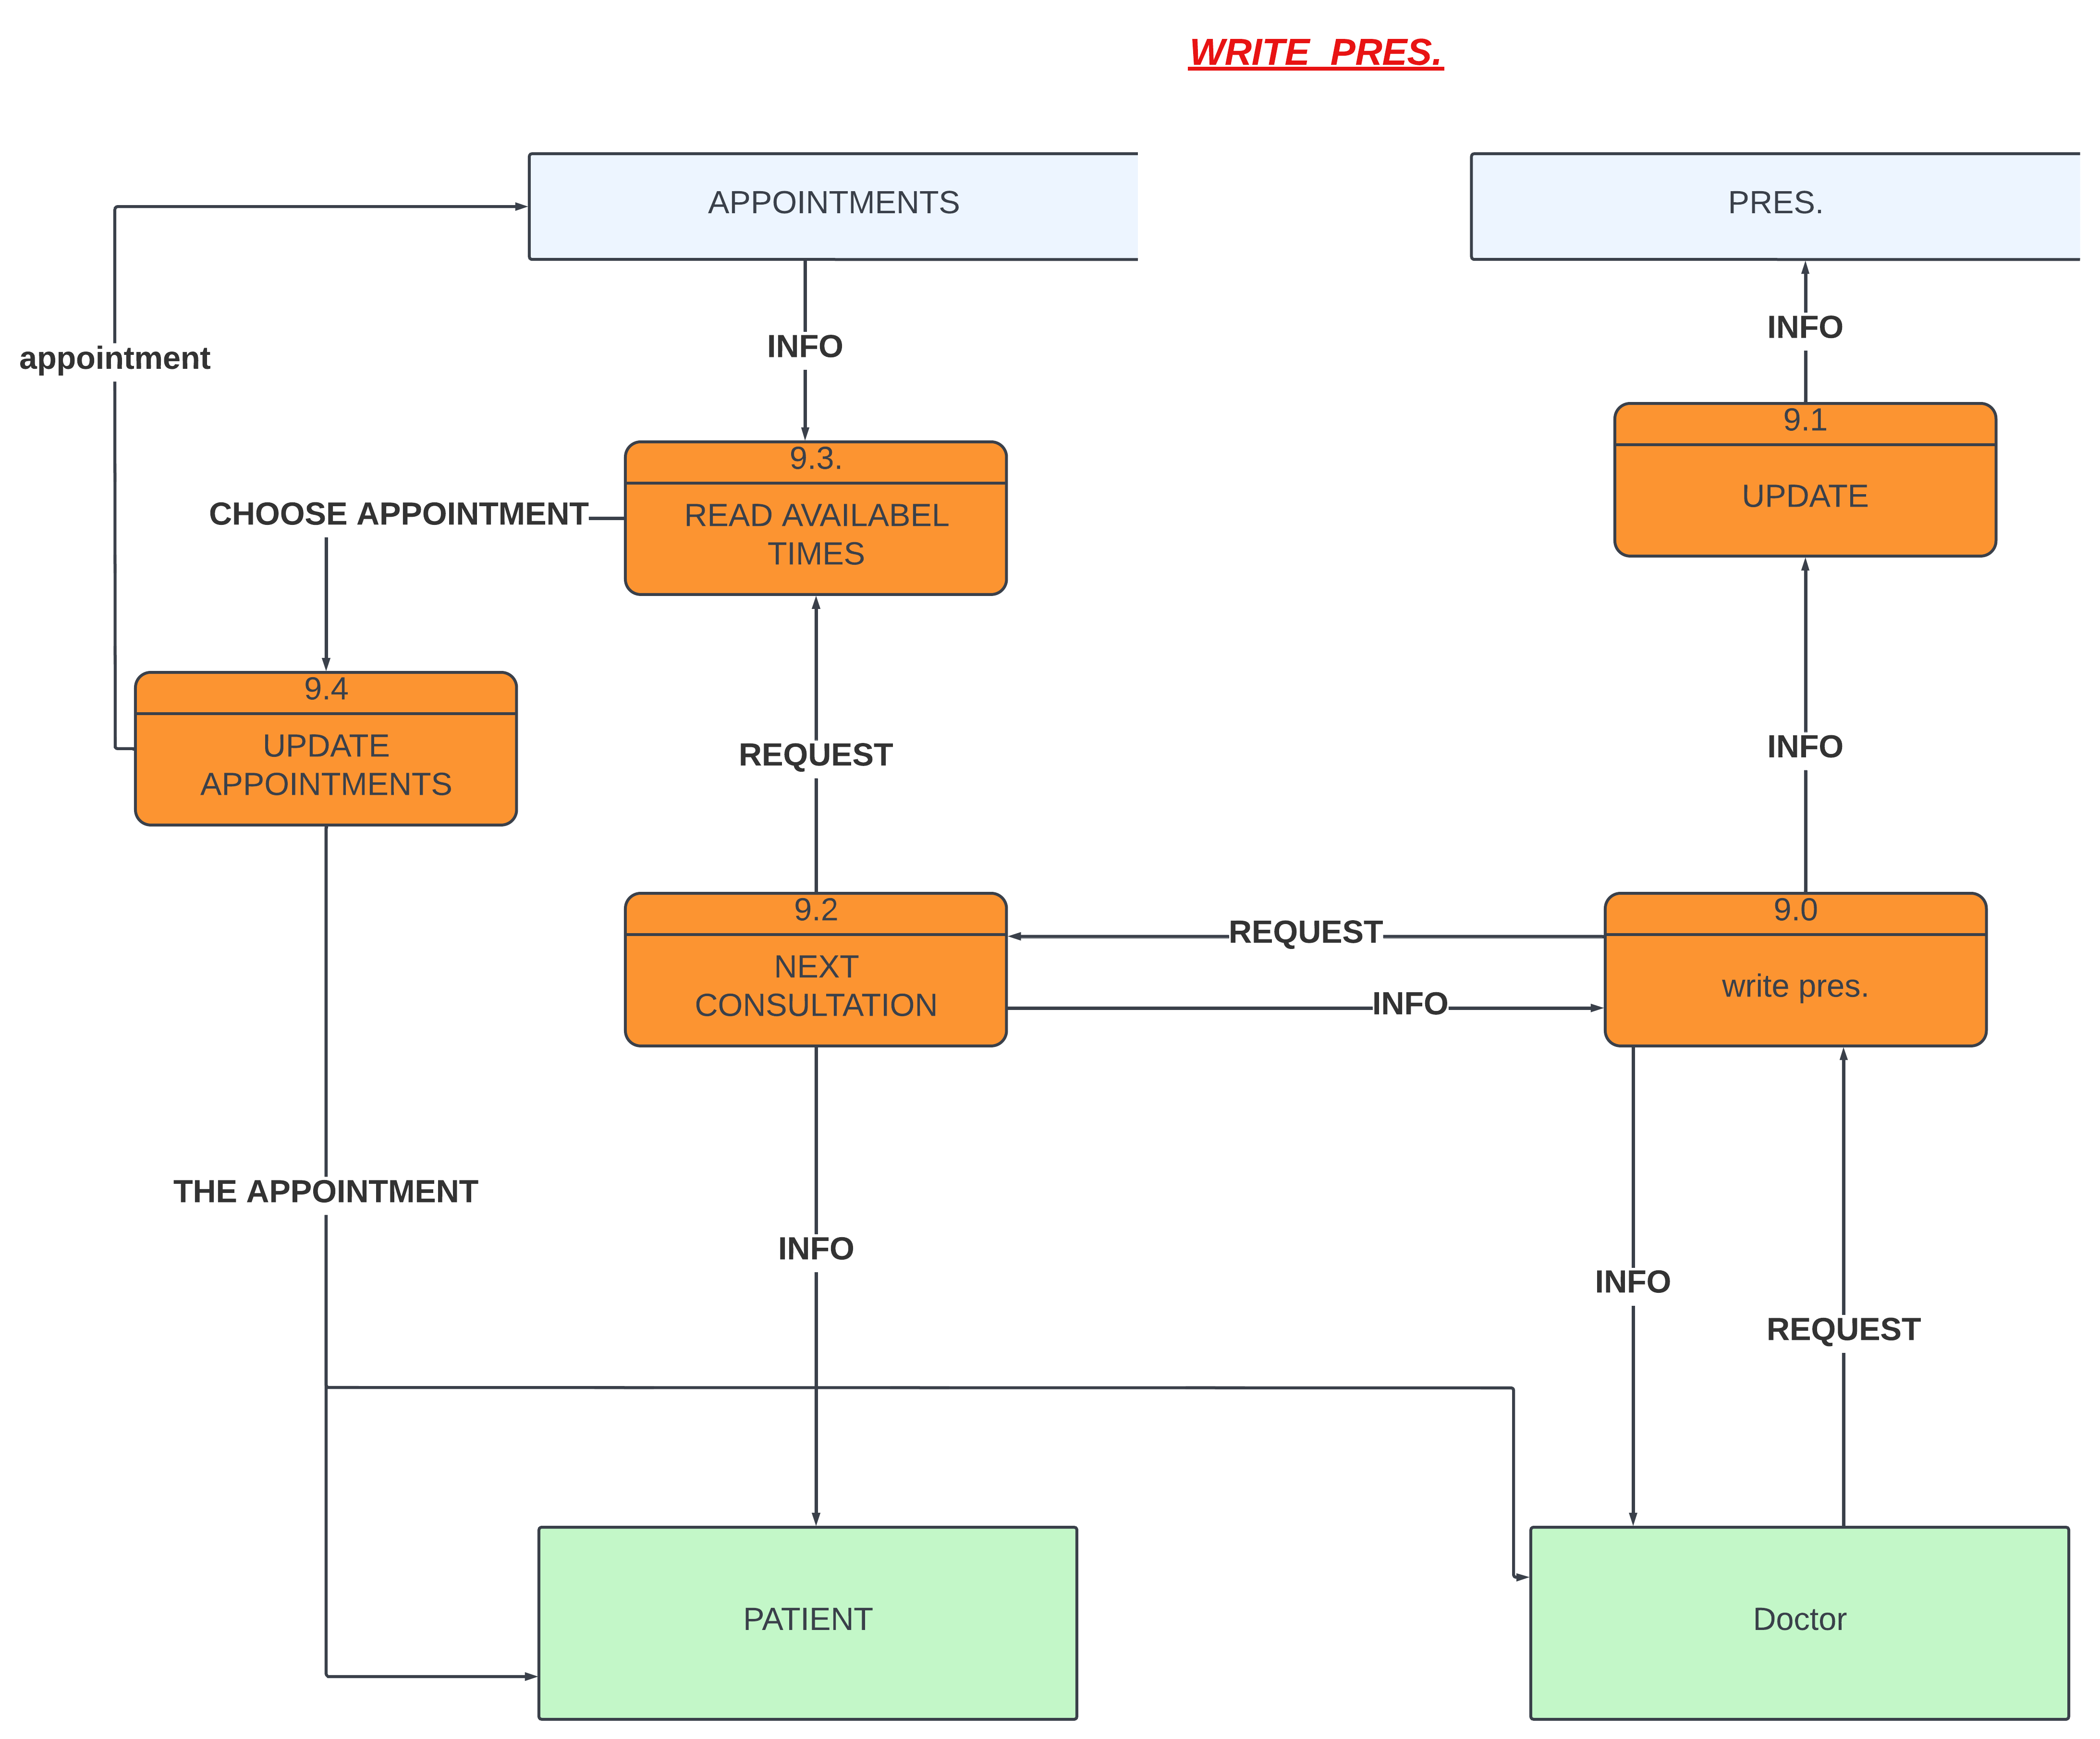 WRITE PRES.
APPOINTMENTS
PRES.
INFO
appointment
INFO
9.1
UPDATE
9.3.
READ AVAILABEL
TIMES
CHOOSE APPOINTMENT
9.4
UPDATE
APPOINTMENTS
REQUEST
INFO
9.2
NEXT
CONSULTATION
REQUEST
INFO
9.0
write pres.
THE APPOINTMENT
INFO
INFO
REQUEST
PATIENT
Doctor